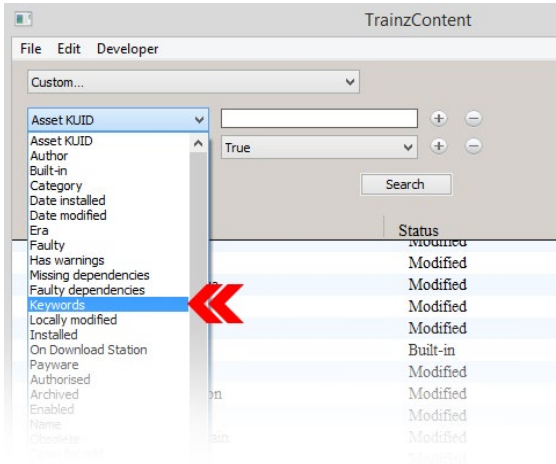 TrainzContent
File Edit Developer
Custom...
Asset KUID
True
Search
Status
Asset KUID
Author
Built-in
Category
Date installed
Date modified
Era
Faulty
Has warnings
Missing dependencies
Faulty dependencies
Keywords
Locally modified
Installed
On Download Station
Payware
Authorised
Archived
Enabled
Name
Obsolete
Modified
Modified
Modified
Modified
Modified
Built-in
Modified
Modified
Modified
Modified